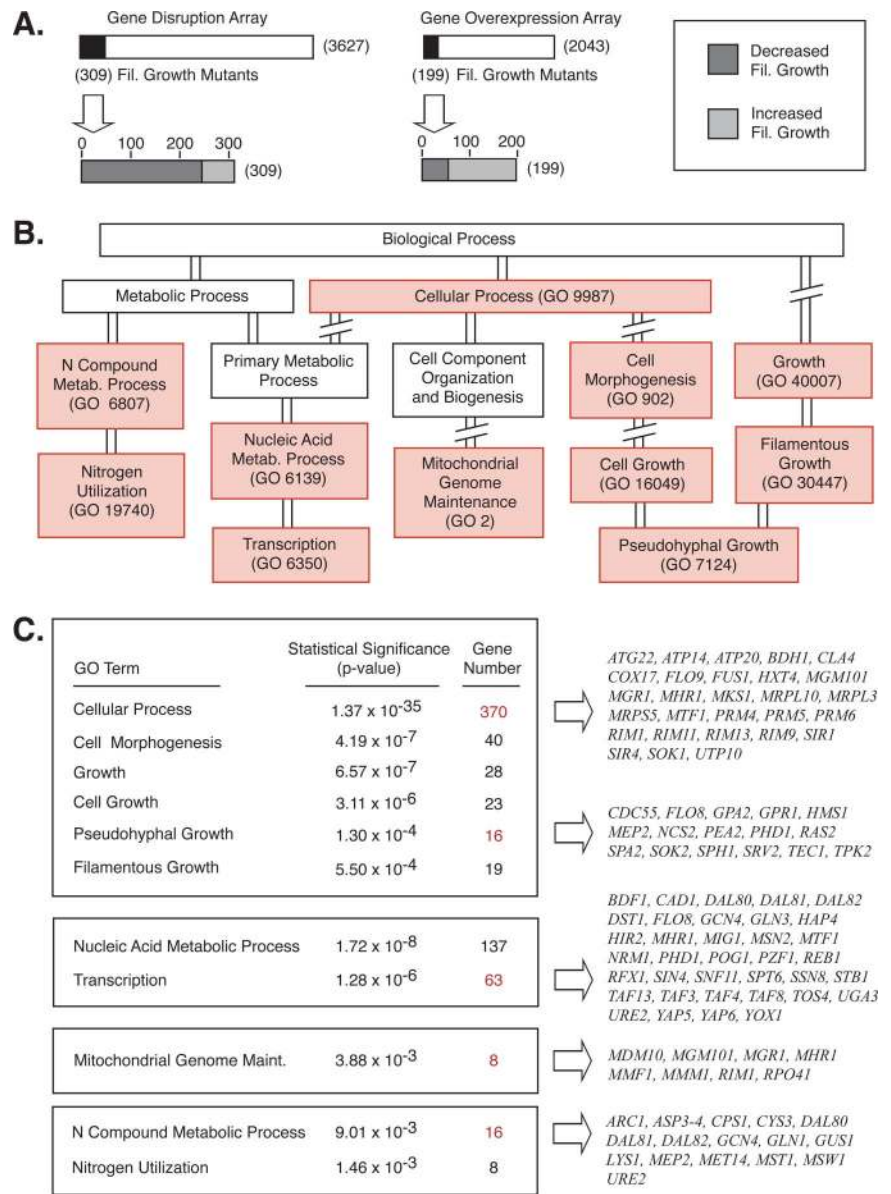 A.
Gene Disruption Array
(3627)
(309) Fil. Growth Mutants
0 100 200 300
(309)
Gene Overexpression Array
(2043)
(199) Fil. Growth Mutants
0 100 200
(199)
Decreased
Fil. Growth
Increased
Fil. Growth
B.
Biological Process
Metabolic Process
Cellular Process (GO 9987)
N Compound
Metab. Process
(GO 6807)
Primary Metabolic
Process
Cell Component
Organization
and Biogenesis
Cell
Morphogenesis
(GO 902)
Growth
(GO 40007)
Nitrogen
Utilization
(GO 19740)
Nucleic Acid
Metab. Process
(GO 6139)
Mitochondrial
Genome
Maintenance
(GO 2)
Cell Growth
(GO 16049)
Filamentous
Growth
(GO 30447)
Transcription
(GO 6350)
Pseudohyphal Growth
(GO 7124)
C.
GO Term
Statistical Significance
(p-value)
Gene
Number
Cellular Process 1.37 x 10-35 370
Cell Morphogenesis 4.19 x 10-7 40
Growth 6.57 x 10-7 28
Cell Growth 3.11 x 10-6 23
Pseudohyphal Growth 1.30 x 10-4 16
Filamentous Growth 5.50 x 10-4 19
ATG22, ATP14, ATP20, BDH1, CLA4
COX17, FLO9, FUS1, HXT4, MGM101
MGR1, MHR1, MKS1, MRPL10, MRPL3
MRPS5, MTF1, PRM4, PRM5, PRM6
RIM1, RIM11, RIM13, RIM9, SIR1
SIR4, SOK1, UTP10
CDC55, FLO8, GPA2, GPR1, HMS1
MEP2, NCS2, PEA2, PHD1, RAS2
SPA2, SOK2, SPH1, SRV2, TEC1, TPK2
Nucleic Acid Metabolic Process 1.72 x 10-8 137
Transcription 1.28 x 10-6 63
BDF1, CAD1, DAL80, DAL81, DAL82
DST1, FLO8, GCN4, GLN3, HAP4
HIR2, MHR1, MIG1, MSN2, MTF1
NRM1, PHD1, POG1, PZF1, REB1
RFX1, SIN4, SNF11, SPT6, SSN8, STB1
TAF13, TAF3, TAF4, TAF8, TOS4, UGA3
URE2, YAP5, YAP6, YOX1
Mitochondrial Genome Maint. 3.88 x 10-3 8
MDM10, MGM101, MGR1, MHR1
MMF1, MMM1, RIM1, RPO41
N Compound Metabolic Process 9.01 x 10-3 16
Nitrogen Utilization 1.46 x 10-3 8
ARC1, ASP3-4, CPS1, CYS3, DAL80
DAL81, DAL82, GCN4, GLN1, GUS1
LYS1, MEP2, MET14, MST1, MSW1
URE2